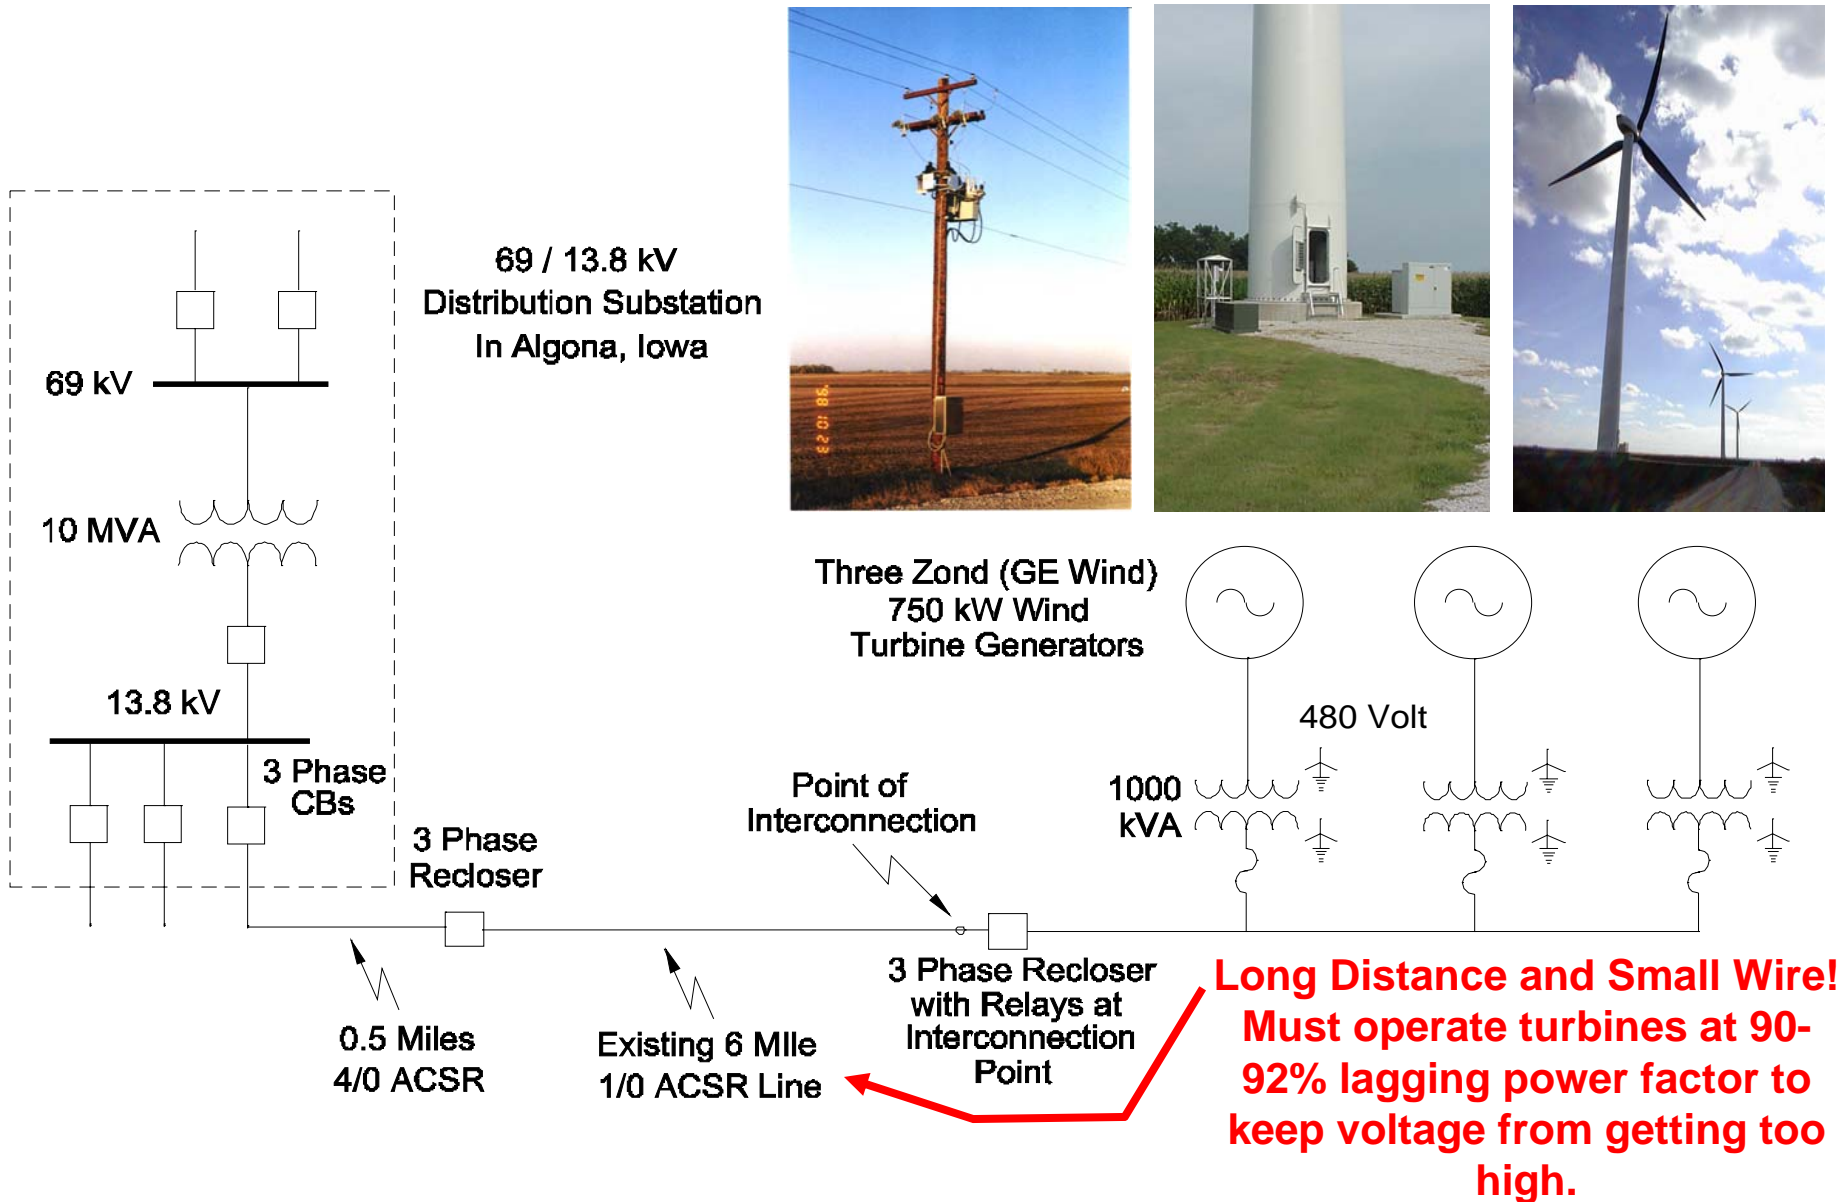 69 / 13.8 kV
Distribution Substation
In Algona, Iowa
69 kV
10 MVA
13.8 kV
3 Phase
CBs
3 Phase
Recloser
0.5 Miles
4/0 ACSR
Existing 6 MIle
1/0 ACSR Line
Point of
Interconnection
3 Phase Recloser
with Relays at
Interconnection
Point
'98 10 23
Three Zond (GE Wind)
750 kW Wind
Turbine Generators
480 Volt
1000
kVA
Long Distance and Small Wire!
Must operate turbines at 90-
92% lagging power factor to
keep voltage from getting too
high.